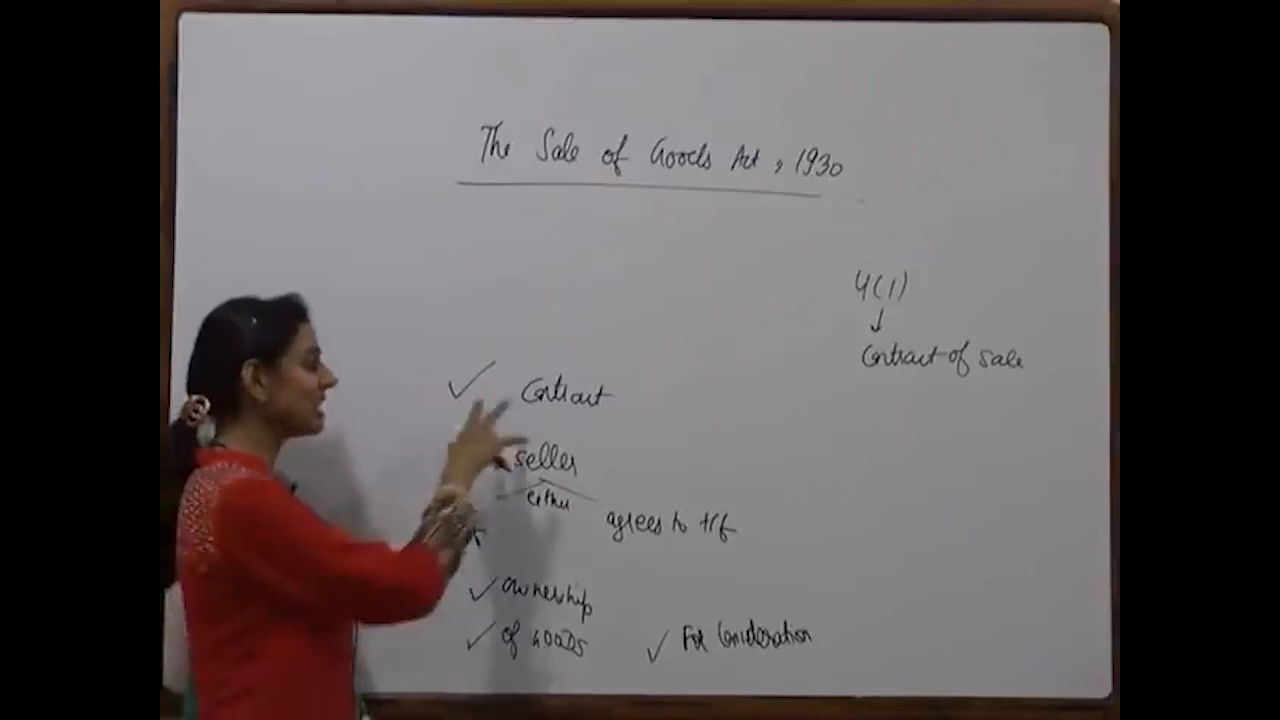 The Sale of Goods Act, 1930
4(1)
↓
Contract of sale
✓ Contract
seller
either
agrees to t/f
✓ ownership
✓ of GOODS
✓ For Consideration